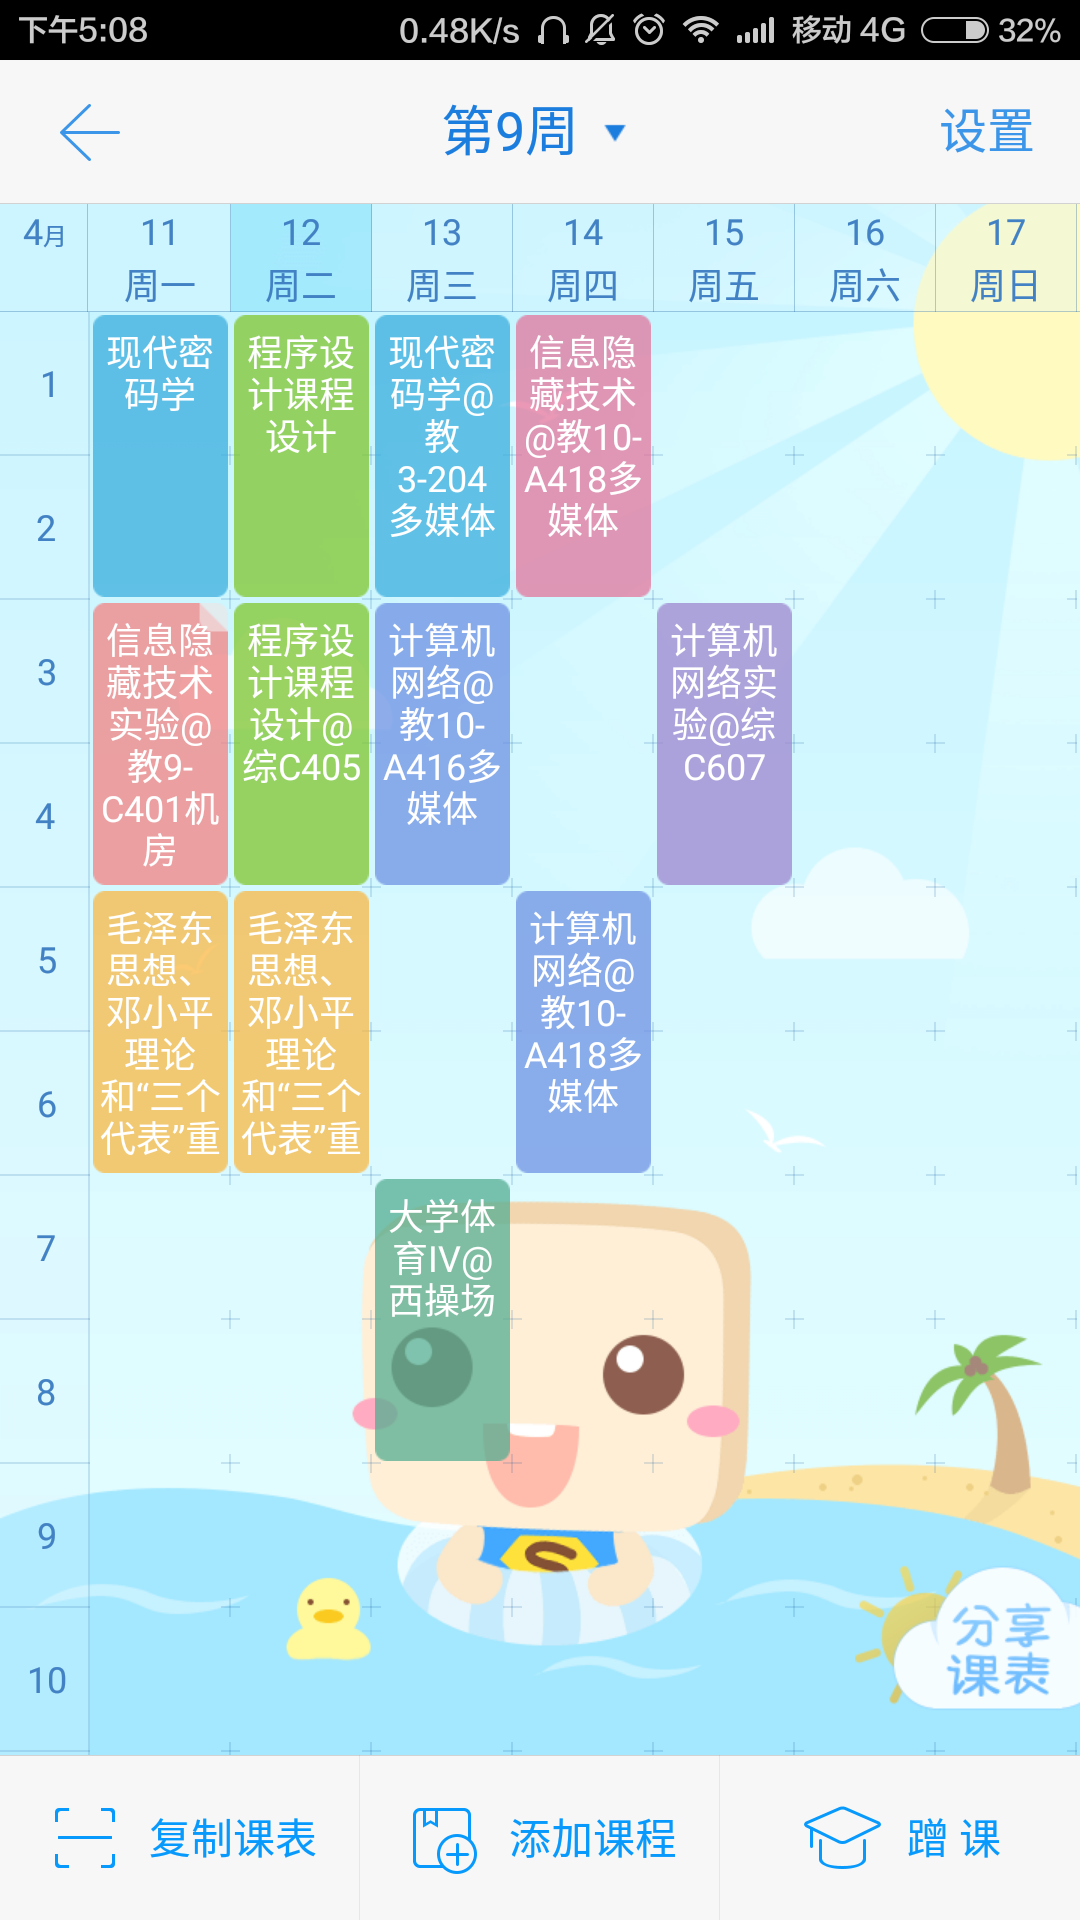 下午5:08 0.48K/s 移动 4G 32%
第9周
设置
4月 11 12 13 14 15 16 17
周一 周二 周三 周四 周五 周六 周日
1
2
现代密
码学
程序设
计课程
设计
现代密
码学@
教
3-204
多媒体
信息隐
藏技术
@教10-
A418多
媒体
3
4
信息隐
藏技术
实验@
教9-
C401机
房
程序设
计课程
设计@
综C405
计算机
网络@
教10-
A416多
媒体
计算机
网络实
验@综
C607
5
6
毛泽东
思想、
邓小平
理论
和“三个
代表”重
毛泽东
思想、
邓小平
理论
和“三个
代表”重
计算机
网络@
教10-
A418多
媒体
7
8
大学体
育IV@
西操场
9
10
分享
课表
复制课表 添加课程 蹭 课